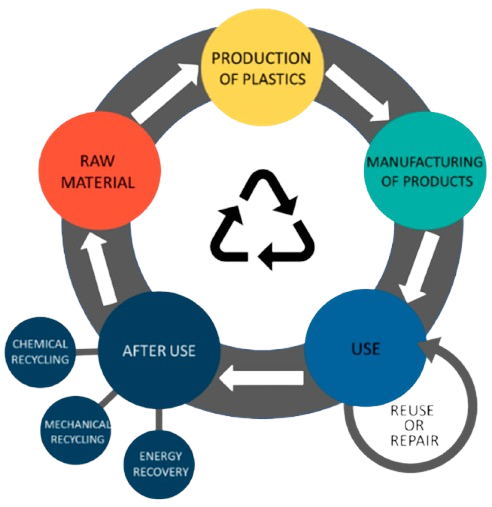 PRODUCTION
OF PLASTICS
RAW
MATERIAL
MANUFACTURING
OF PRODUCTS
AFTER USE
USE
CHEMICAL
RECYCLING
MECHANICAL
RECYCLING
ENERGY
RECOVERY
REUSE
OR
REPAIR